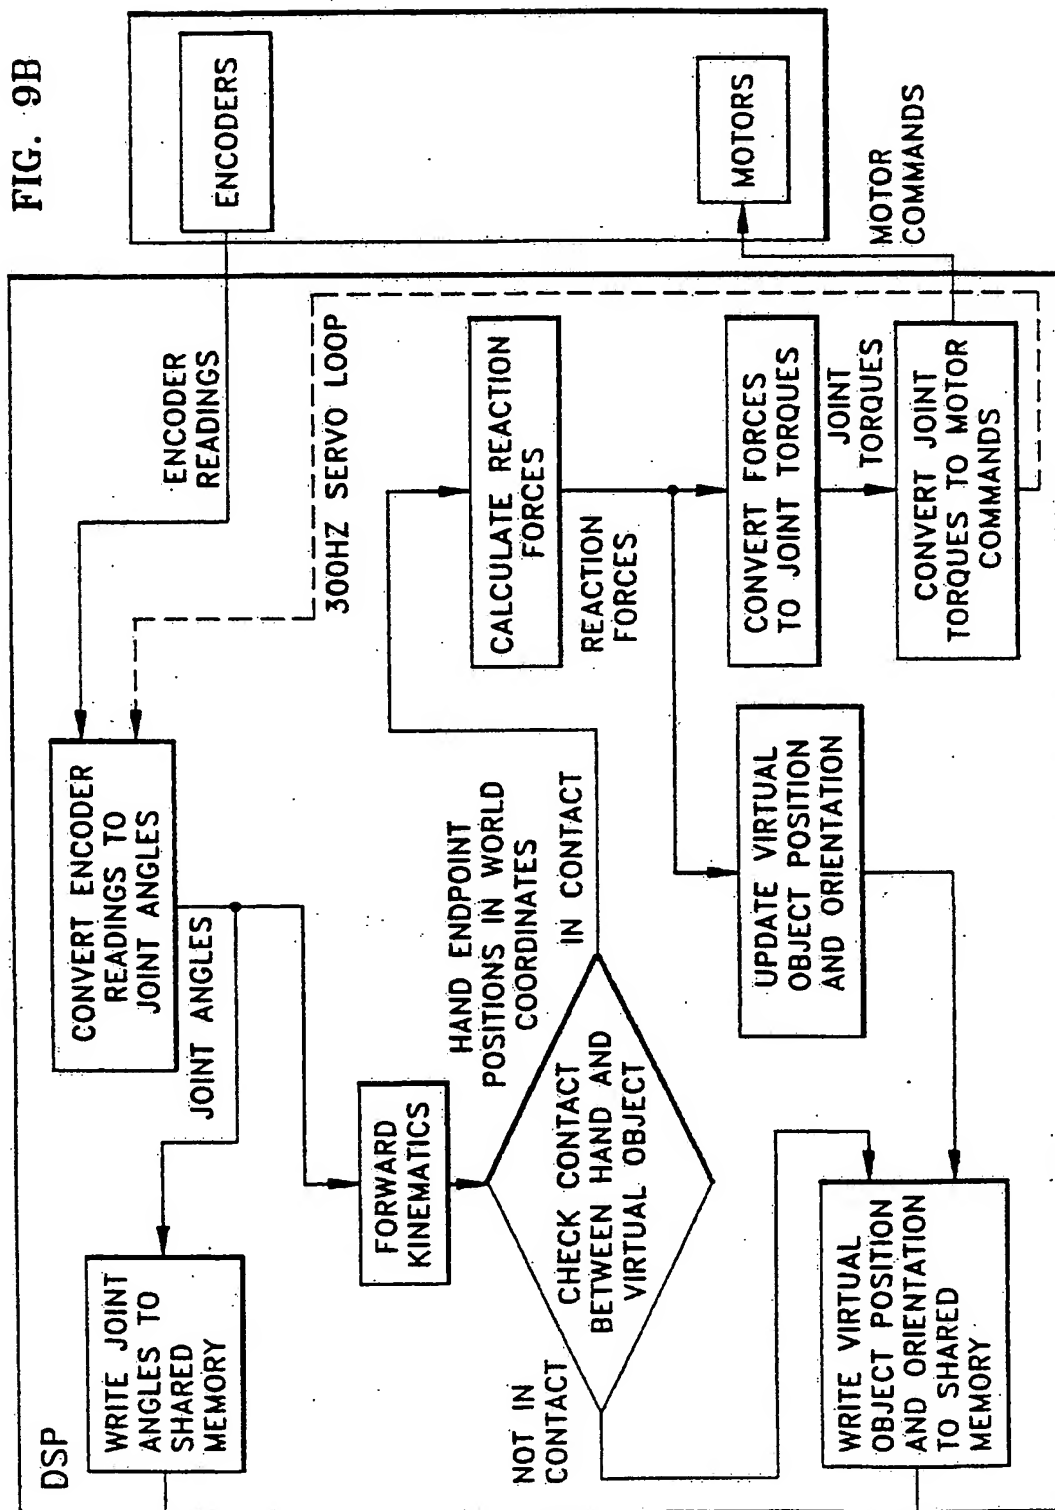 FIG. 9B
DSP
WRITE JOINT
ANGLES TO
SHARED
MEMORY
CONVERT ENCODER
READINGS TO
JOINT ANGLES
JOINT ANGLES
ENCODER
READINGS
ENCODERS
300HZ SERVO LOOP
FORWARD
KINEMATICS
HAND ENDPOINT
POSITIONS IN WORLD
COORDINATES
CHECK CONTACT
BETWEEN HAND AND
VIRTUAL OBJECT
IN CONTACT
NOT IN
CONTACT
CALCULATE REACTION
FORCES
REACTION
FORCES
CONVERT FORCES
TO JOINT TORQUES
JOINT
TORQUES
CONVERT JOINT
TORQUES TO MOTOR
COMMANDS
MOTOR
COMMANDS
MOTORS
UPDATE VIRTUAL
OBJECT POSITION
AND ORIENTATION
WRITE VIRTUAL
OBJECT POSITION
AND ORIENTATION
TO SHARED
MEMORY